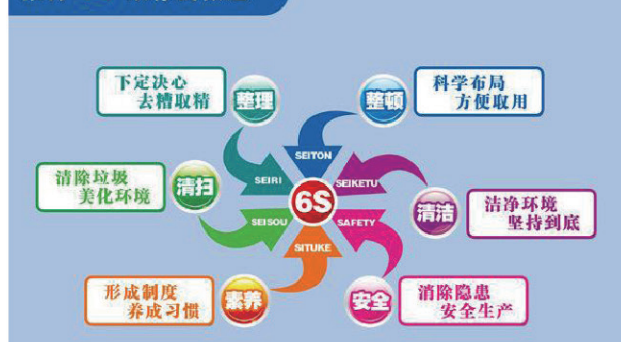 下定决心
去糟取精
整理
整顿
科学布局
方便取用
SEITON
SEIRI
SEIKETU
清除垃圾
美化环境
清扫
6S
清洁
洁净环境
坚持到底
SEISOU
SAFETY
SITUKE
形成制度
养成习惯
素养
安全
消除隐患
安全生产